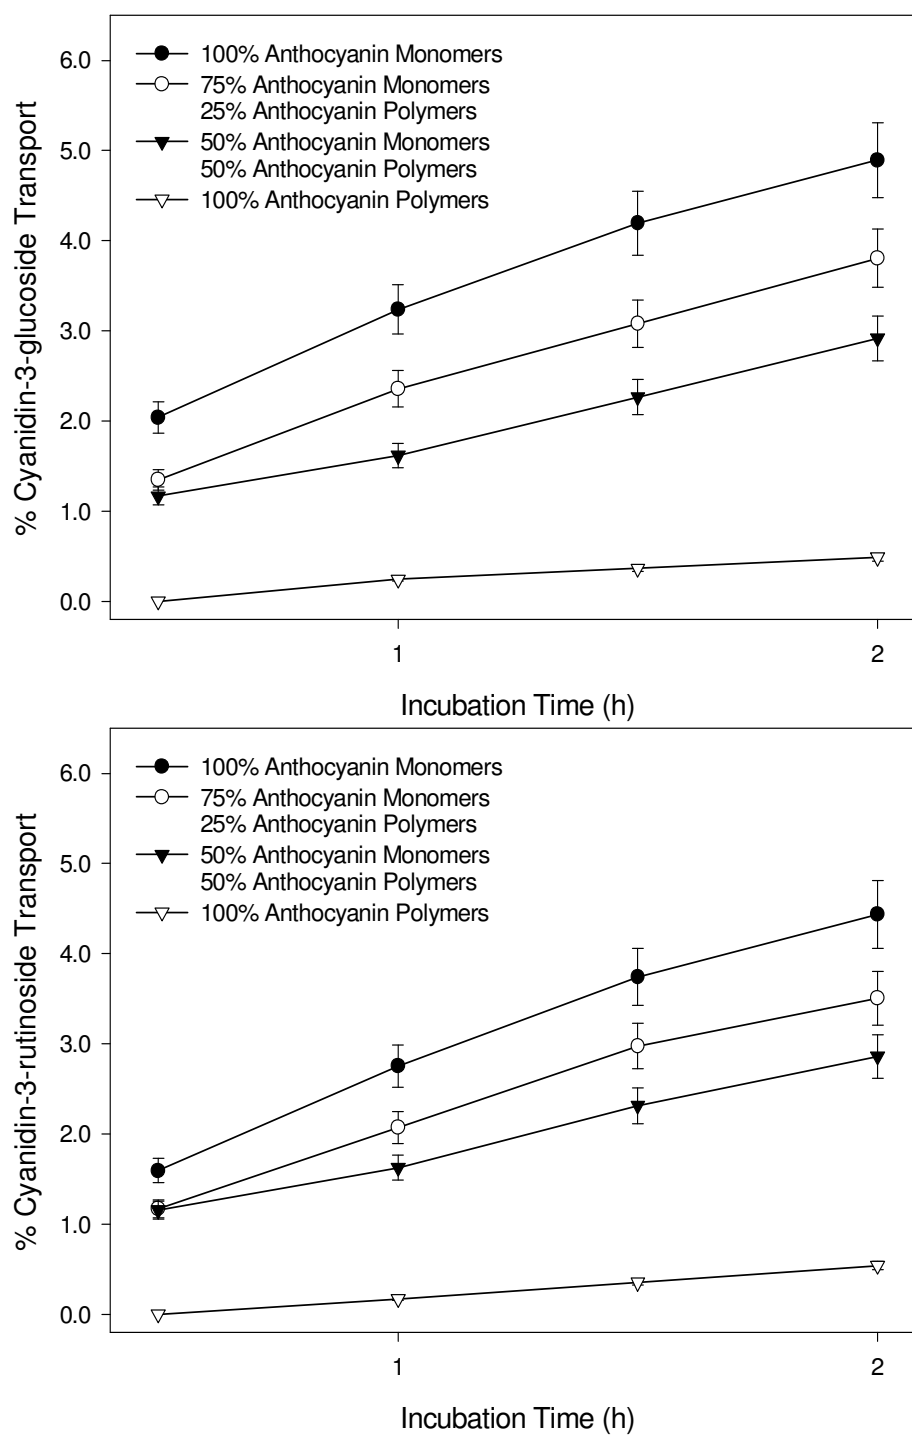 % Cyanidin-3-glucoside Transport
6.0
5.0
4.0
3.0
2.0
1.0
0.0
100% Anthocyanin Monomers
75% Anthocyanin Monomers
25% Anthocyanin Polymers
50% Anthocyanin Monomers
50% Anthocyanin Polymers
100% Anthocyanin Polymers
1 2
Incubation Time (h)
% Cyanidin-3-rutinoside Transport
6.0
5.0
4.0
3.0
2.0
1.0
0.0
100% Anthocyanin Monomers
75% Anthocyanin Monomers
25% Anthocyanin Polymers
50% Anthocyanin Monomers
50% Anthocyanin Polymers
100% Anthocyanin Polymers
1 2
Incubation Time (h)